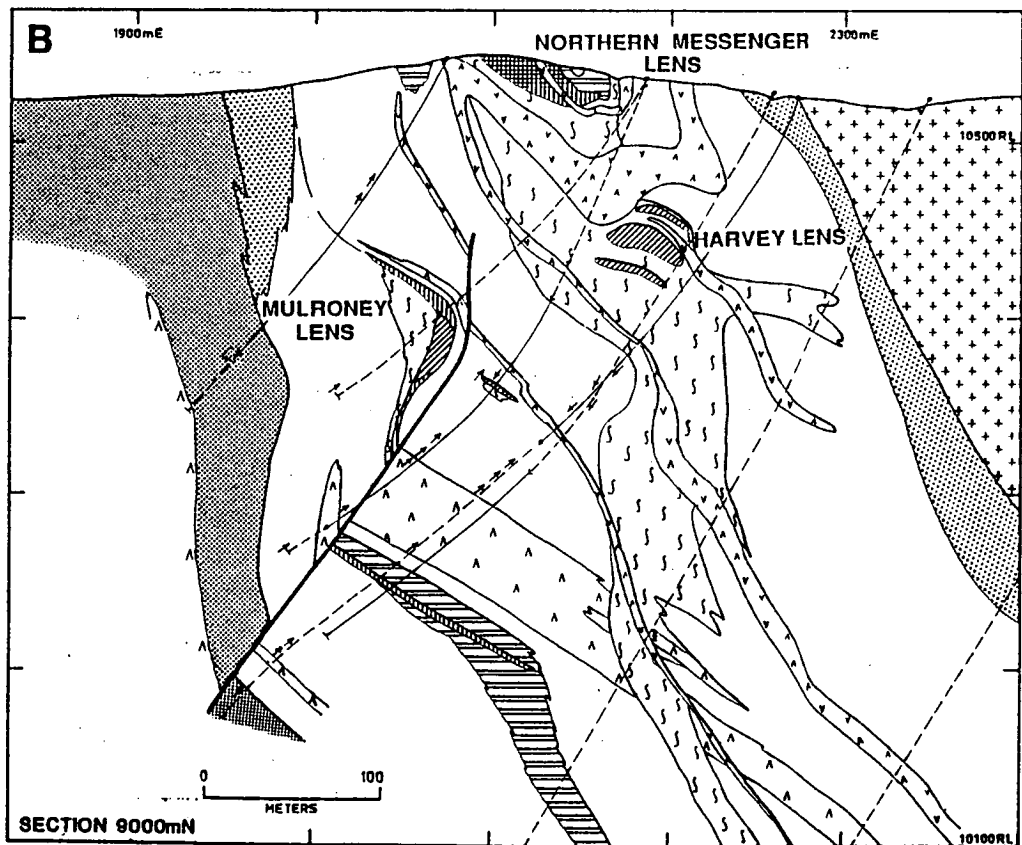 B
1900mE
NORTHERN MESSENGER
LENS
2300mE
10500RL
HARVEY LENS
MULRONEY
LENS
0 100
METERS
SECTION 9000mN
10100RL